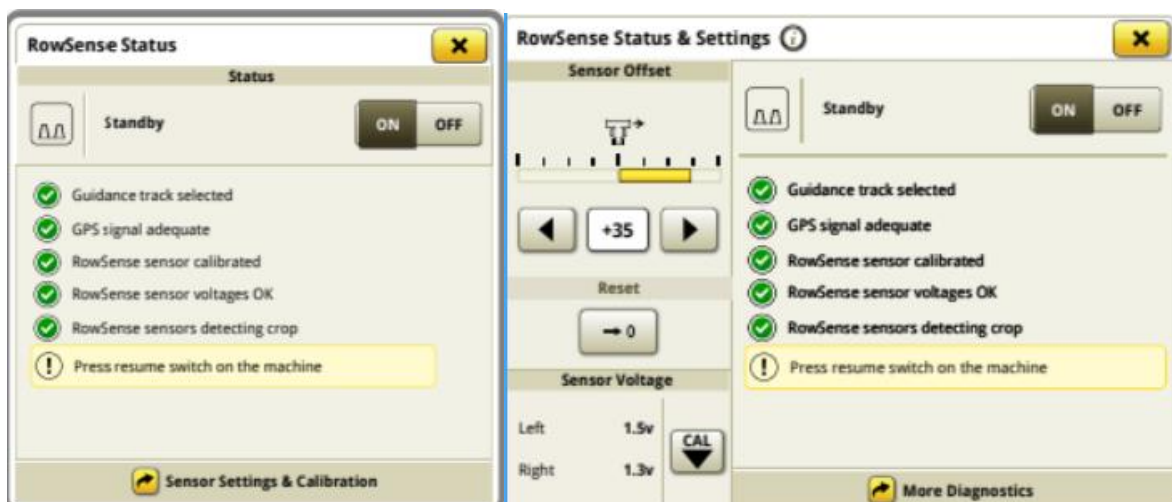 RowSense Status
Status
Standby
ON OFF
Guidance track selected
GPS signal adequate
RowSense sensor calibrated
RowSense sensor voltages OK
RowSense sensors detecting crop
Press resume switch on the machine
Sensor Settings & Calibration
RowSense Status & Settings
Sensor Offset
+35
Reset
0
Sensor Voltage
Left 1.5v
Right 1.3v
CAL
Standby
ON OFF
Guidance track selected
GPS signal adequate
RowSense sensor calibrated
RowSense sensor voltages OK
RowSense sensors detecting crop
Press resume switch on the machine
More Diagnostics